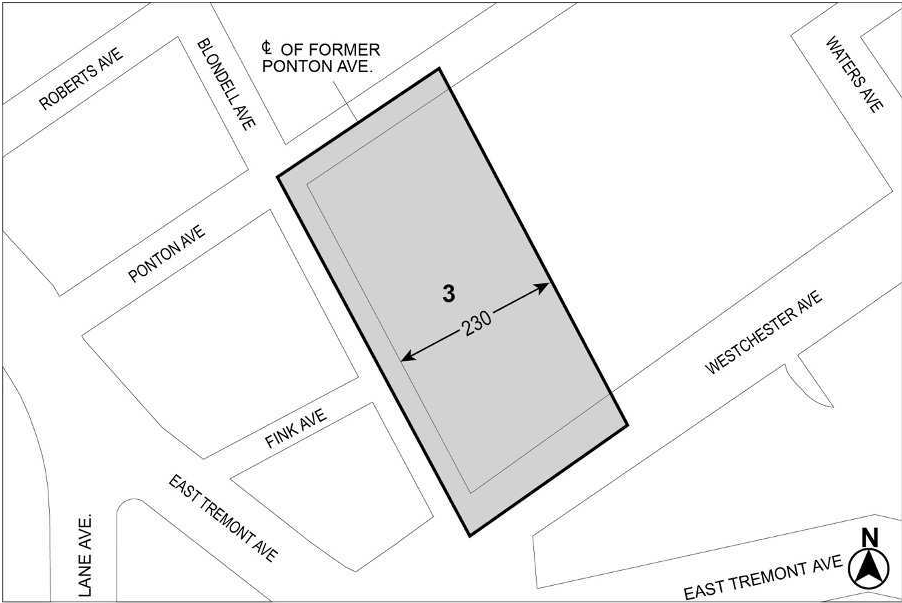 ROBERTS AVE
BLONDELL AVE
℄ OF FORMER
PONTON AVE.
WATERS AVE
PONTON AVE
3
230
WESTCHESTER AVE
FINK AVE
EAST TREMONT AVE
LANE AVE.
EAST TREMONT AVE
N